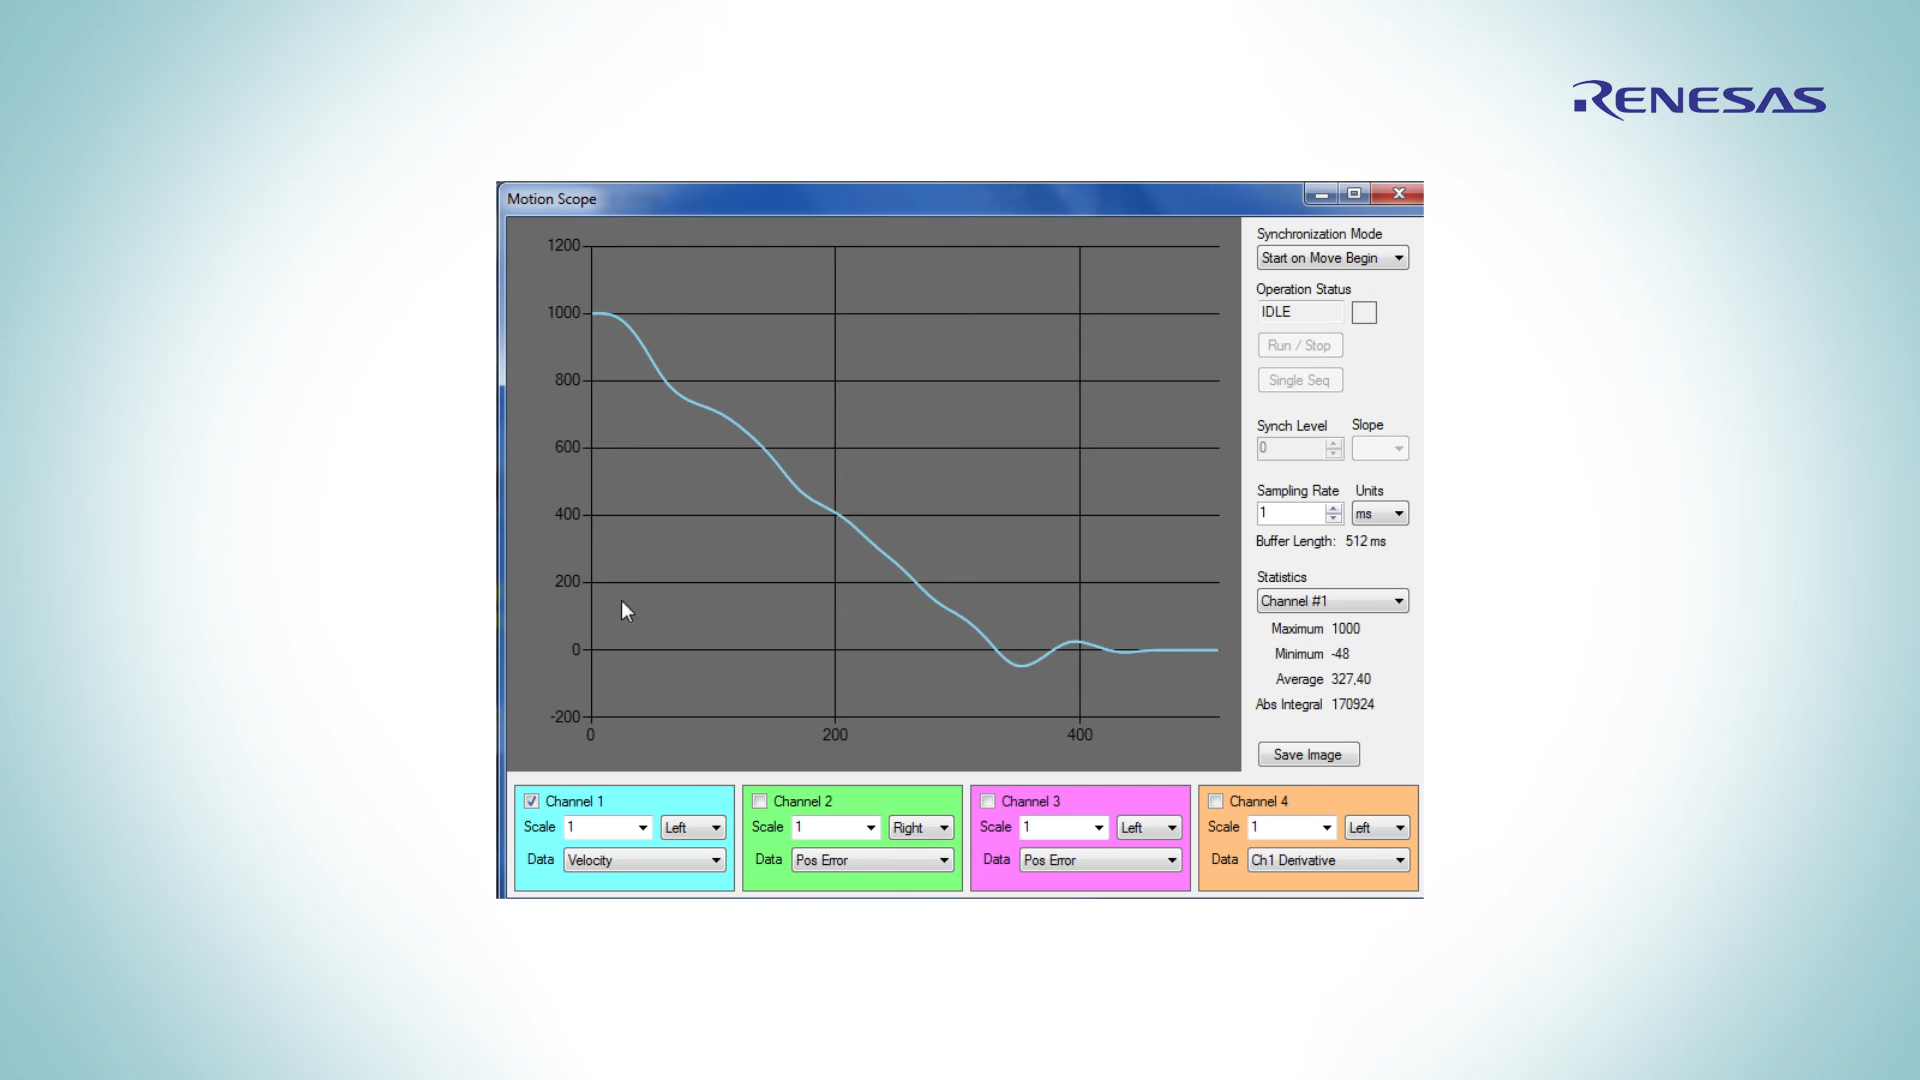 RENESAS
Motion Scope
1200
1000
800
600
400
200
0
-200
0 200 400
Synchronization Mode
Start on Move Begin
Operation Status
IDLE
Run / Stop
Single Seq
Synch Level Slope
0
Sampling Rate Units
1 ms
Buffer Length: 512 ms
Statistics
Channel #1
Maximum 1000
Minimum -48
Average 327,40
Abs Integral 170924
Save Image
Channel 1
Scale 1 Left
Data Velocity
Channel 2
Scale 1 Right
Data Pos Error
Channel 3
Scale 1 Left
Data Pos Error
Channel 4
Scale 1 Left
Data Ch1 Derivative